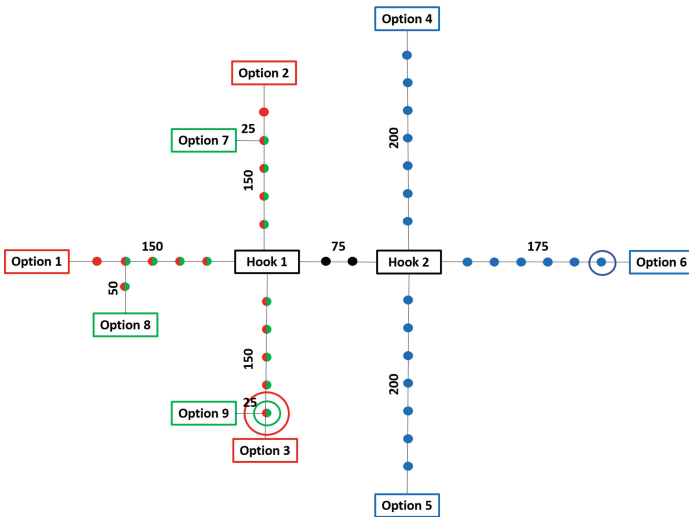 Option 4
Option 2
25
Option 7
200
150
150
75
175
Option 1
Hook 1
Hook 2
Option 6
50
Option 8
150
200
25
Option 9
Option 3
Option 5